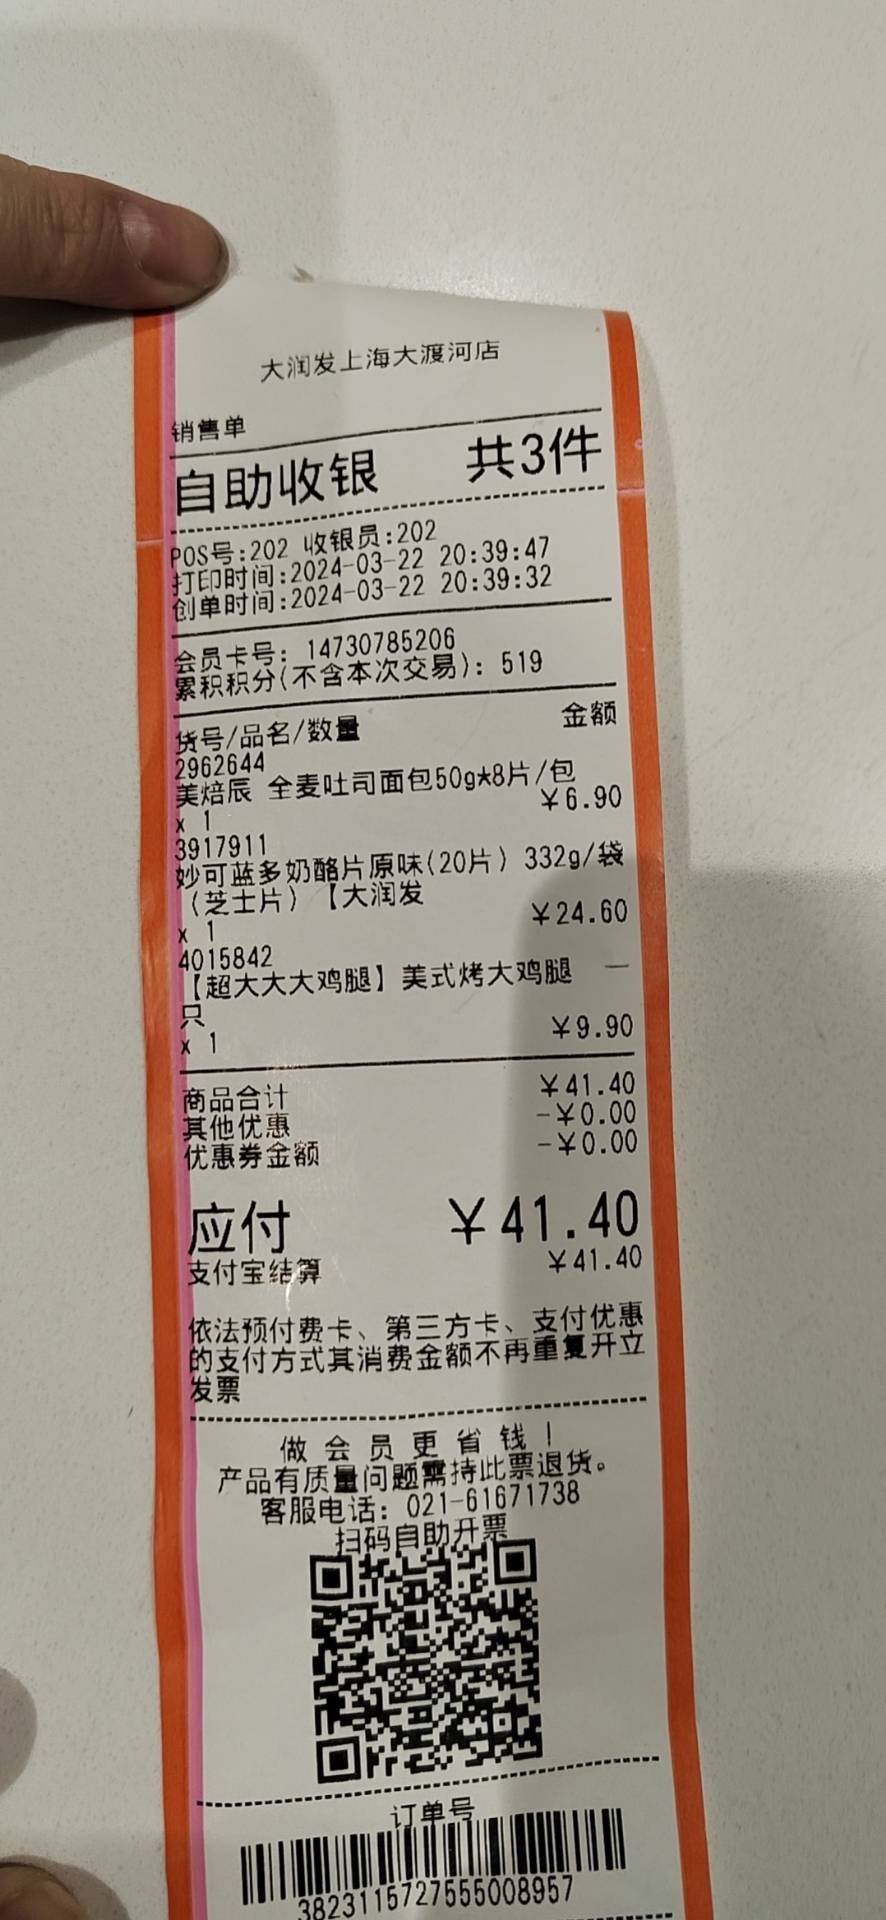 大润发上海大渡河店
销售单
自助收银 共3件
POS号:202 收银员:202
打印时间:2024-03-22 20:39:47
创单时间:2024-03-22 20:39:32
会员卡号: 14730785206
累积积分(不含本次交易): 519
货号/品名/数量 金额
2962644
美焙辰 全麦吐司面包50g*8片/包
x 1 ￥6.90
3917911
妙可蓝多奶酪片原味(20片) 332g/袋
(芝士片) 【大润发
x 1 ￥24.60
4015842
【超大大大鸡腿】美式烤大鸡腿 一
只
x 1 ￥9.90
商品合计 ￥41.40
其他优惠 -￥0.00
优惠券金额 -￥0.00
应付 ￥41.40
支付宝结算 ￥41.40
依法预付费卡、第三方卡、支付优惠
的支付方式其消费金额不再重复开立
发票
做会员更省钱!
产品有质量问题需持此票退货。
客服电话: 021-61671738
扫码自助开票
订单号
3823115727555008957